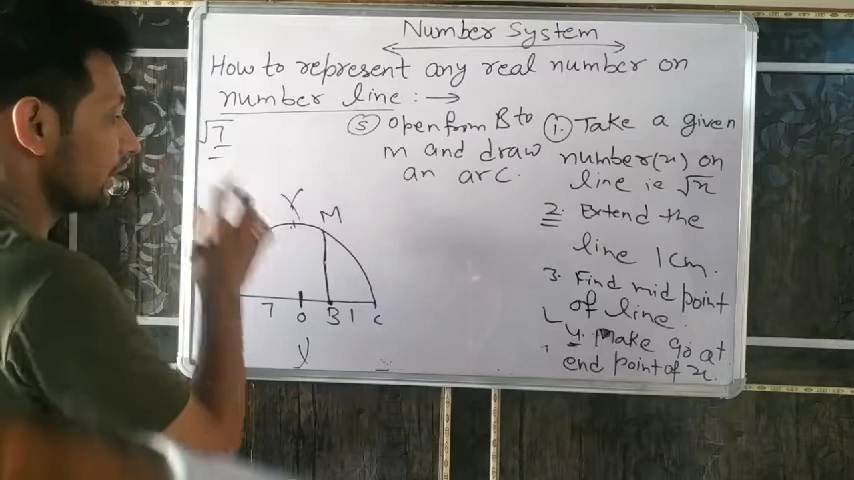 Number System
How to represent any real number on
number line :→
√7
(5) open from B to
M and draw
an arc.
(1.) Take a given
number(x) on
line ie √x
2. Extend the
line 1cm.
3. Find mid point
of line.
4. Make 90 at
end point of x.
M
7 O B 1 C